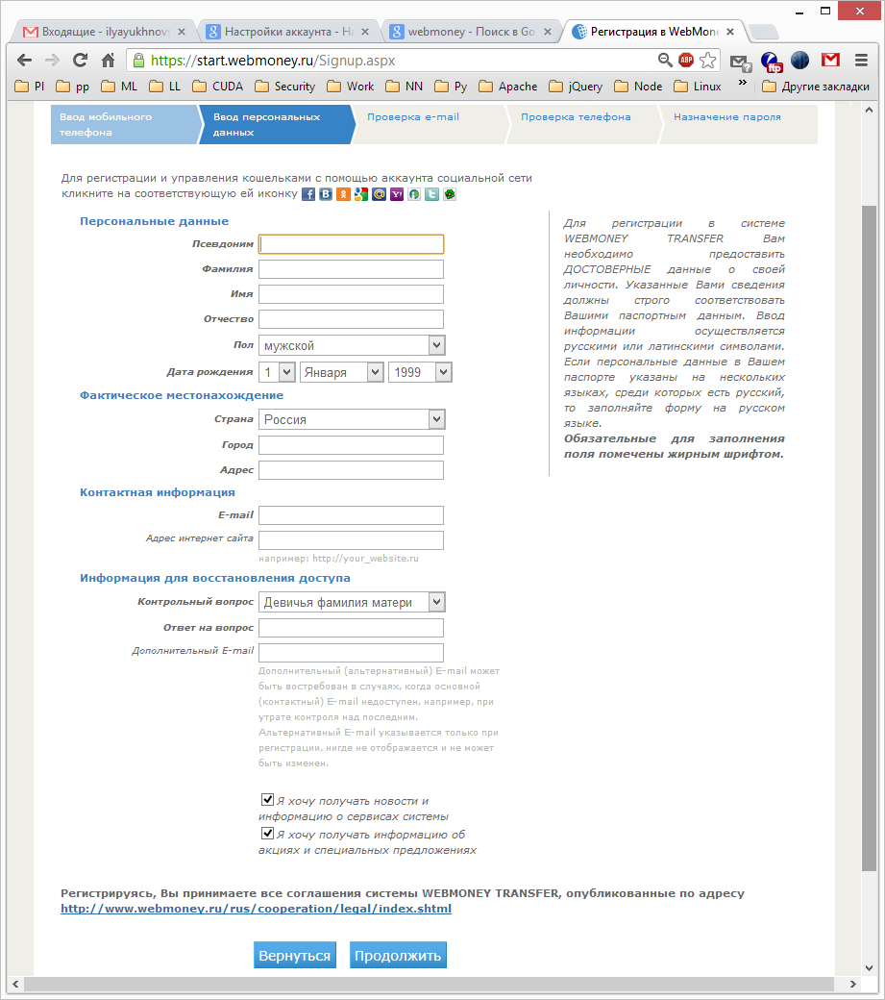 Входящие - ilyayukhnovs
Настройки аккаунта - На
webmoney - Поиск в Go
Регистрация в WebMone
https://start.webmoney.ru/Signup.aspx
ABP
PI
pp
ML
LL
CUDA
Security
Work
NN
Py
Apache
jQuery
Node
Linux
»
Другие закладки
Ввод мобильного
телефона
Ввод персональных
данных
Проверка e-mail
Проверка телефона
Назначение пароля
Для регистрации и управления кошельками с помощью аккаунта социальной сети
кликните на соответствующую ей иконку
Персональные данные
Псевдоним
Фамилия
Имя
Отчество
Пол мужской
Дата рождения 1 Января 1999
Фактическое местонахождение
Страна Россия
Город
Адрес
Контактная информация
E-mail
Адрес интернет сайта
например: http://your_website.ru
Информация для восстановления доступа
Контрольный вопрос Девичья фамилия матери
Ответ на вопрос
Дополнительный E-mail
Дополнительный (альтернативный) E-mail может
быть востребован в случаях, когда основной
(контактный) E-mail недоступен, например, при
утрате контроля над последним.
Альтернативный E-mail указывается только при
регистрации, нигде не отображается и не может
быть изменен.
Я хочу получать новости и
информацию о сервисах системы
Я хочу получать информацию об
акциях и специальных предложениях
Для регистрации в системе
WEBMONEY TRANSFER Вам
необходимо предоставить
ДОСТОВЕРНЫЕ данные о своей
личности. Указанные Вами сведения
должны строго соответствовать
Вашими паспортным данным. Ввод
информации осуществляется
русскими или латинскими символами.
Если персональные данные в Вашем
паспорте указаны на нескольких
языках, среди которых есть русский,
то заполняйте форму на русском
языке.
Обязательные для заполнения
поля помечены жирным шрифтом.
Регистрируясь, Вы принимаете все соглашения системы WEBMONEY TRANSFER, опубликованные по адресу
http://www.webmoney.ru/rus/cooperation/legal/index.shtml
Вернуться
Продолжить